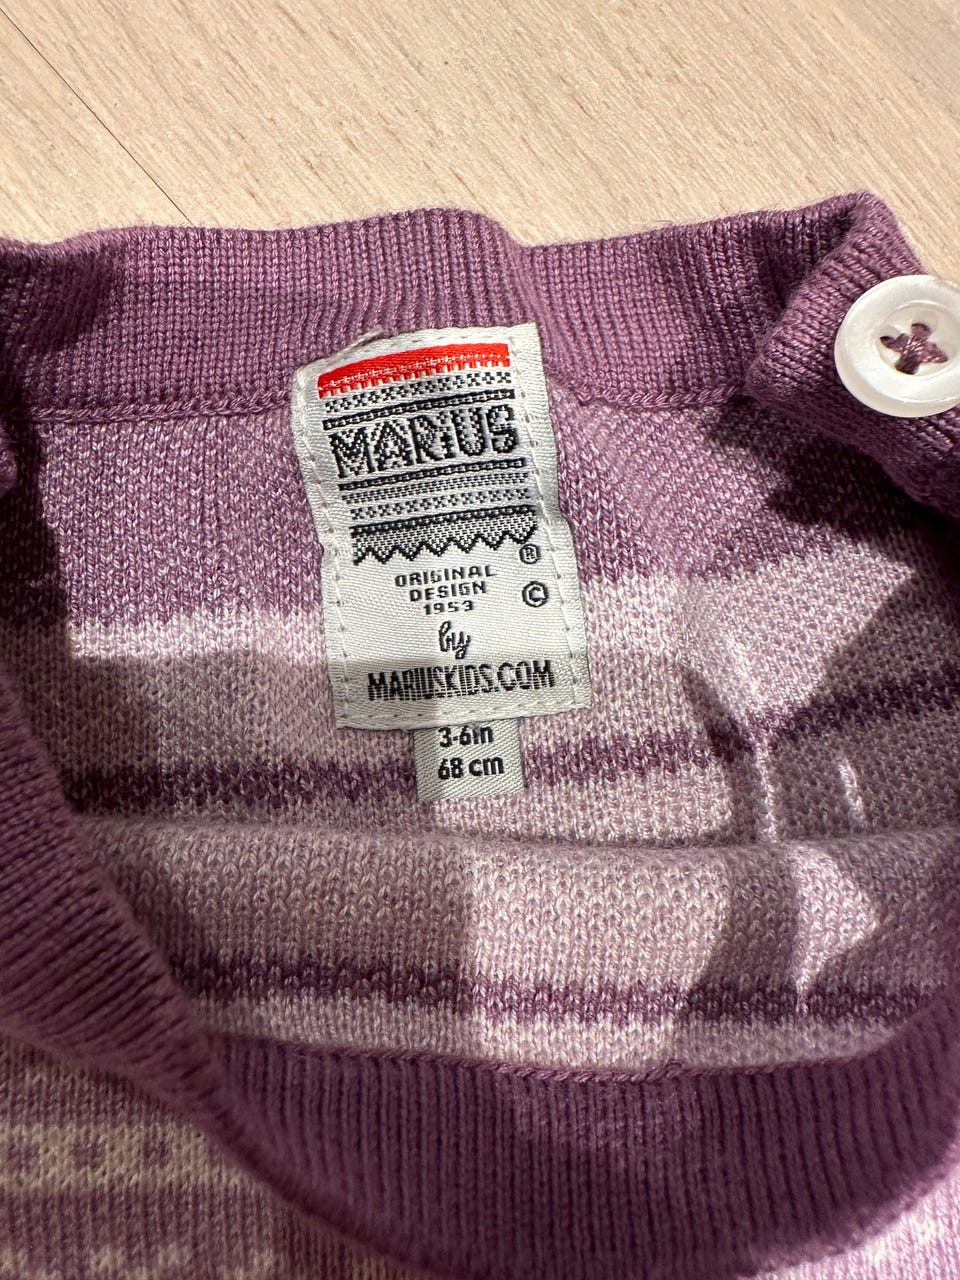 MARIUS
®
ORIGINAL
DESIGN
©
1953
by
MARIUSKIDS.COM
3-6m
68 cm